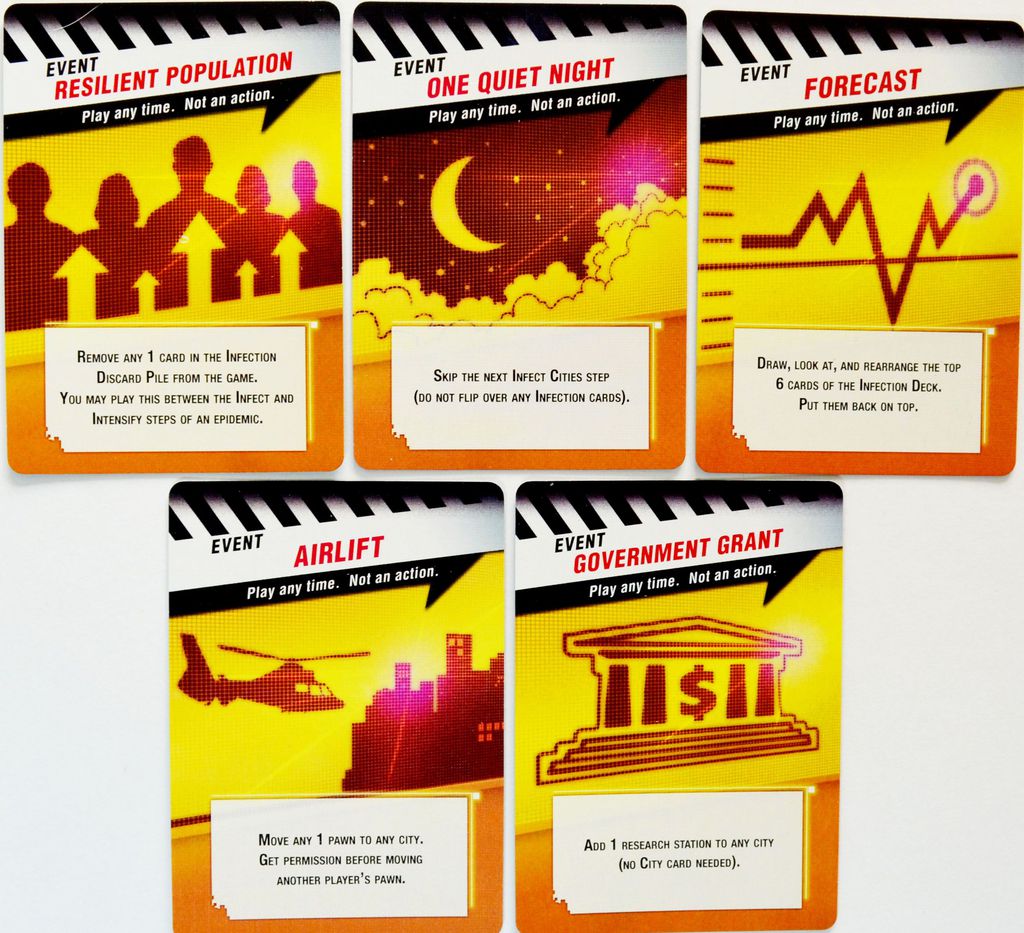 EVENT
RESILIENT POPULATION
Play any time. Not an action.
REMOVE ANY 1 CARD IN THE INFECTION
DISCARD PILE FROM THE GAME.
YOU MAY PLAY THIS BETWEEN THE INFECT AND
INTENSIFY STEPS OF AN EPIDEMIC.
EVENT
ONE QUIET NIGHT
Play any time. Not an action.
SKIP THE NEXT INFECT CITIES STEP
(DO NOT FLIP OVER ANY INFECTION CARDS).
EVENT
FORECAST
Play any time. Not an action.
DRAW, LOOK AT, AND REARRANGE THE TOP
6 CARDS OF THE INFECTION DECK.
PUT THEM BACK ON TOP.
EVENT
AIRLIFT
Play any time. Not an action.
MOVE ANY 1 PAWN TO ANY CITY.
GET PERMISSION BEFORE MOVING
ANOTHER PLAYER'S PAWN.
EVENT
GOVERNMENT GRANT
Play any time. Not an action.
$
ADD 1 RESEARCH STATION TO ANY CITY
(NO CITY CARD NEEDED).